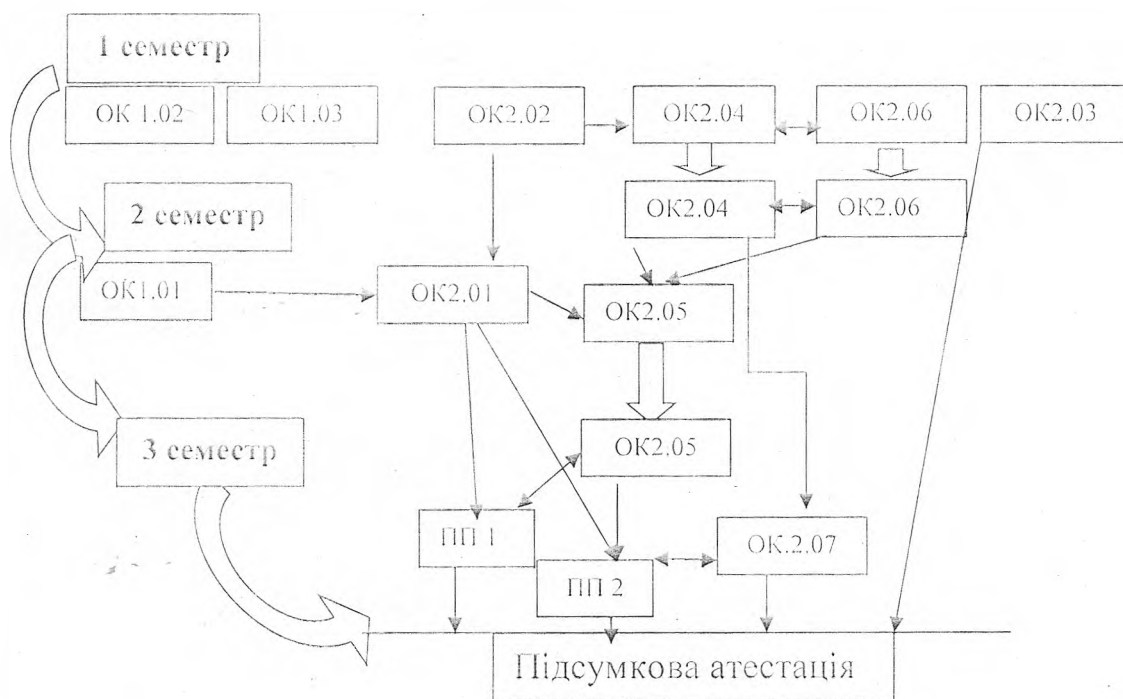 1 семестр
ОК 1.02
ОК1.03
ОК2.02
ОК2.04
ОК2.06
ОК2.03
2 семестр
ОК2.04
ОК2.06
ОК1.01
ОК2.01
ОК2.05
3 семестр
ОК2.05
ПП 1
ОК.2.07
ПП 2
Підсумкова атестація